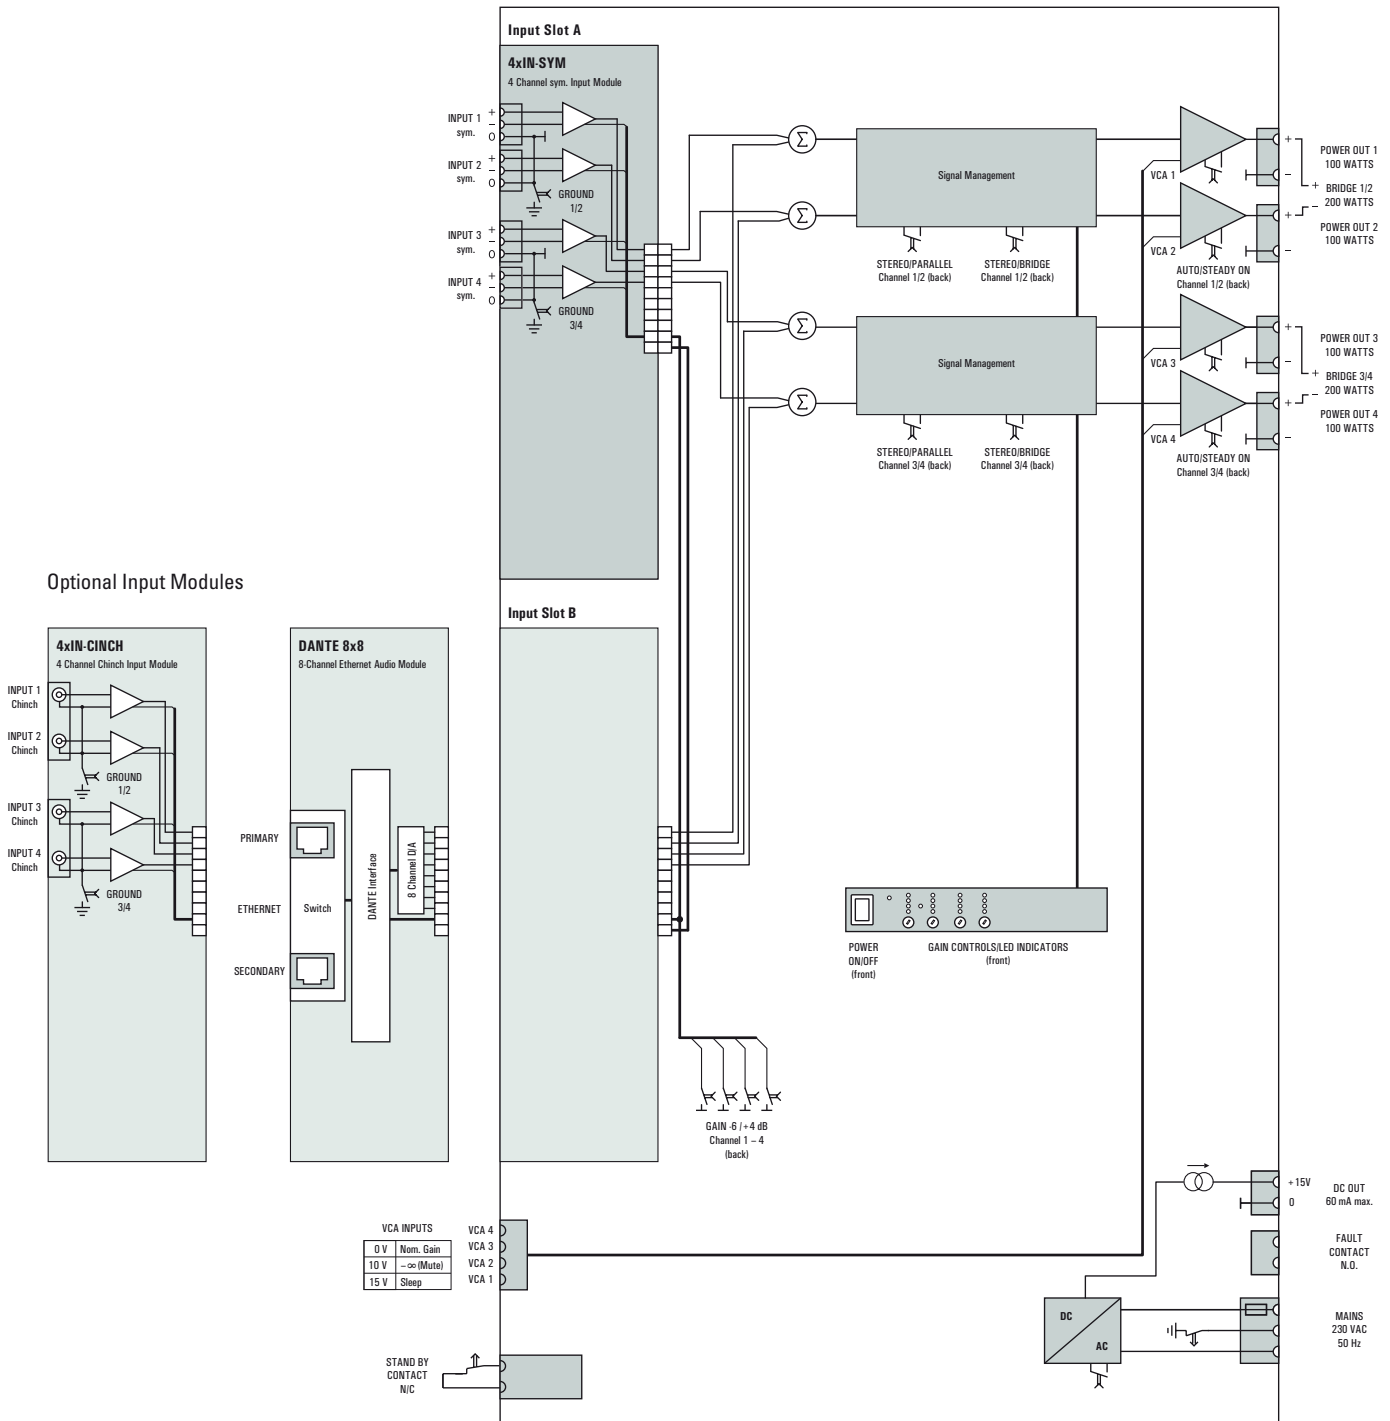 Input Slot A
4xIN-SYM
4 Channel sym. Input Module
INPUT 1
sym.
+
−
0
INPUT 2
sym.
+
−
0
GROUND
1/2
INPUT 3
sym.
+
−
0
INPUT 4
sym.
+
−
0
GROUND
3/4
Σ
Σ
Σ
Σ
Signal Management
STEREO/PARALLEL
Channel 1/2 (back)
STEREO/BRIDGE
Channel 1/2 (back)
Signal Management
STEREO/PARALLEL
Channel 3/4 (back)
STEREO/BRIDGE
Channel 3/4 (back)
VCA 1
VCA 2
AUTO/STEADY ON
Channel 1/2 (back)
VCA 3
VCA 4
AUTO/STEADY ON
Channel 3/4 (back)
+
−
POWER OUT 1
100 WATTS
+ BRIDGE 1/2
− 200 WATTS
+
−
POWER OUT 2
100 WATTS
+
−
POWER OUT 3
100 WATTS
+ BRIDGE 3/4
− 200 WATTS
+
−
POWER OUT 4
100 WATTS
Optional Input Modules
4xIN-CINCH
4 Channel Chinch Input Module
INPUT 1
Chinch
INPUT 2
Chinch
GROUND
1/2
INPUT 3
Chinch
INPUT 4
Chinch
GROUND
3/4
DANTE 8x8
8-Channel Ethernet Audio Module
PRIMARY
ETHERNET
Switch
SECONDARY
DANTE Interface
8 Channel D/A
Input Slot B
GAIN -6 /+4 dB
Channel 1 – 4
(back)
POWER
ON/OFF
(front)
GAIN CONTROLS/LED INDICATORS
(front)
VCA INPUTS
0 V Nom. Gain
10 V – ∞ (Mute)
15 V Sleep
VCA 4
VCA 3
VCA 2
VCA 1
STAND BY
CONTACT
N/C
+15V
0
DC OUT
60 mA max.
FAULT
CONTACT
N.O.
DC
AC
MAINS
230 VAC
50 Hz